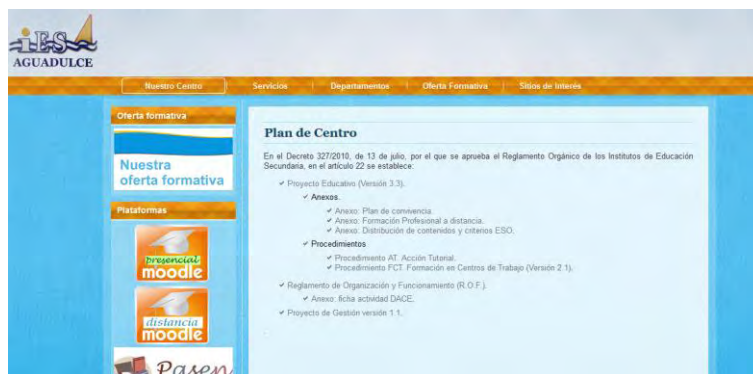 iES
AGUADULCE
Nuestro Centro
Servicios
Departamentos
Oferta Formativa
Sitios de Interés
Oferta formativa
Nuestra
oferta formativa
Plataformas
presencial
moodle
distancia
moodle
Pasen
Plan de Centro
En el Decreto 327/2010, de 13 de julio, por el que se aprueba el Reglamento Orgánico de los Institutos de Educación
Secundaria, en el artículo 22 se establece:
Proyecto Educativo (Versión 3.3).
Anexos.
Anexo: Plan de convivencia.
Anexo: Formación Profesional a distancia.
Anexo: Distribución de contenidos y criterios ESO.
Procedimientos
Procedimiento AT. Acción Tutorial.
Procedimiento FCT. Formación en Centros de Trabajo (Versión 2.1).
Reglamento de Organización y Funcionamiento (R.O.F.).
Anexo: ficha actividad DACE.
Proyecto de Gestión versión 1.1.